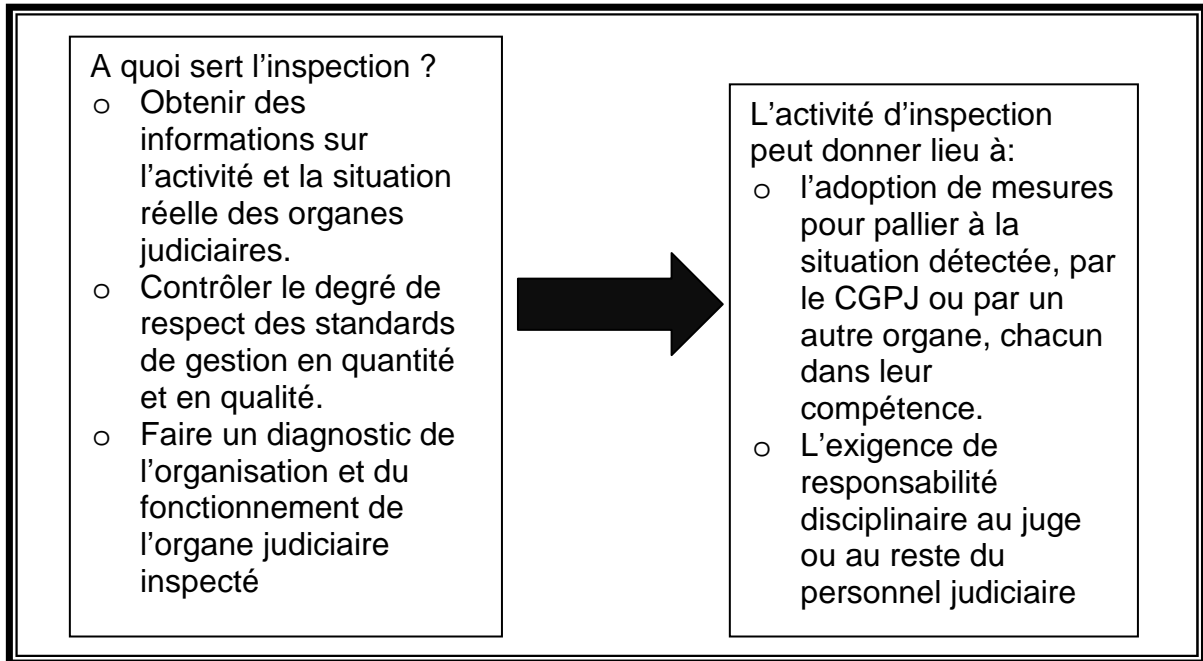 A quoi sert l’inspection ?
o Obtenir des
informations sur
l’activité et la situation
réelle des organes
judiciaires.
o Contrôler le degré de
respect des standards
de gestion en quantité
et en qualité.
o Faire un diagnostic de
l’organisation et du
fonctionnement de
l’organe judiciaire
inspecté
L’activité d’inspection
peut donner lieu à:
o l’adoption de mesures
pour pallier à la
situation détectée, par
le CGPJ ou par un
autre organe, chacun
dans leur
compétence.
o L’exigence de
responsabilité
disciplinaire au juge
ou au reste du
personnel judiciaire